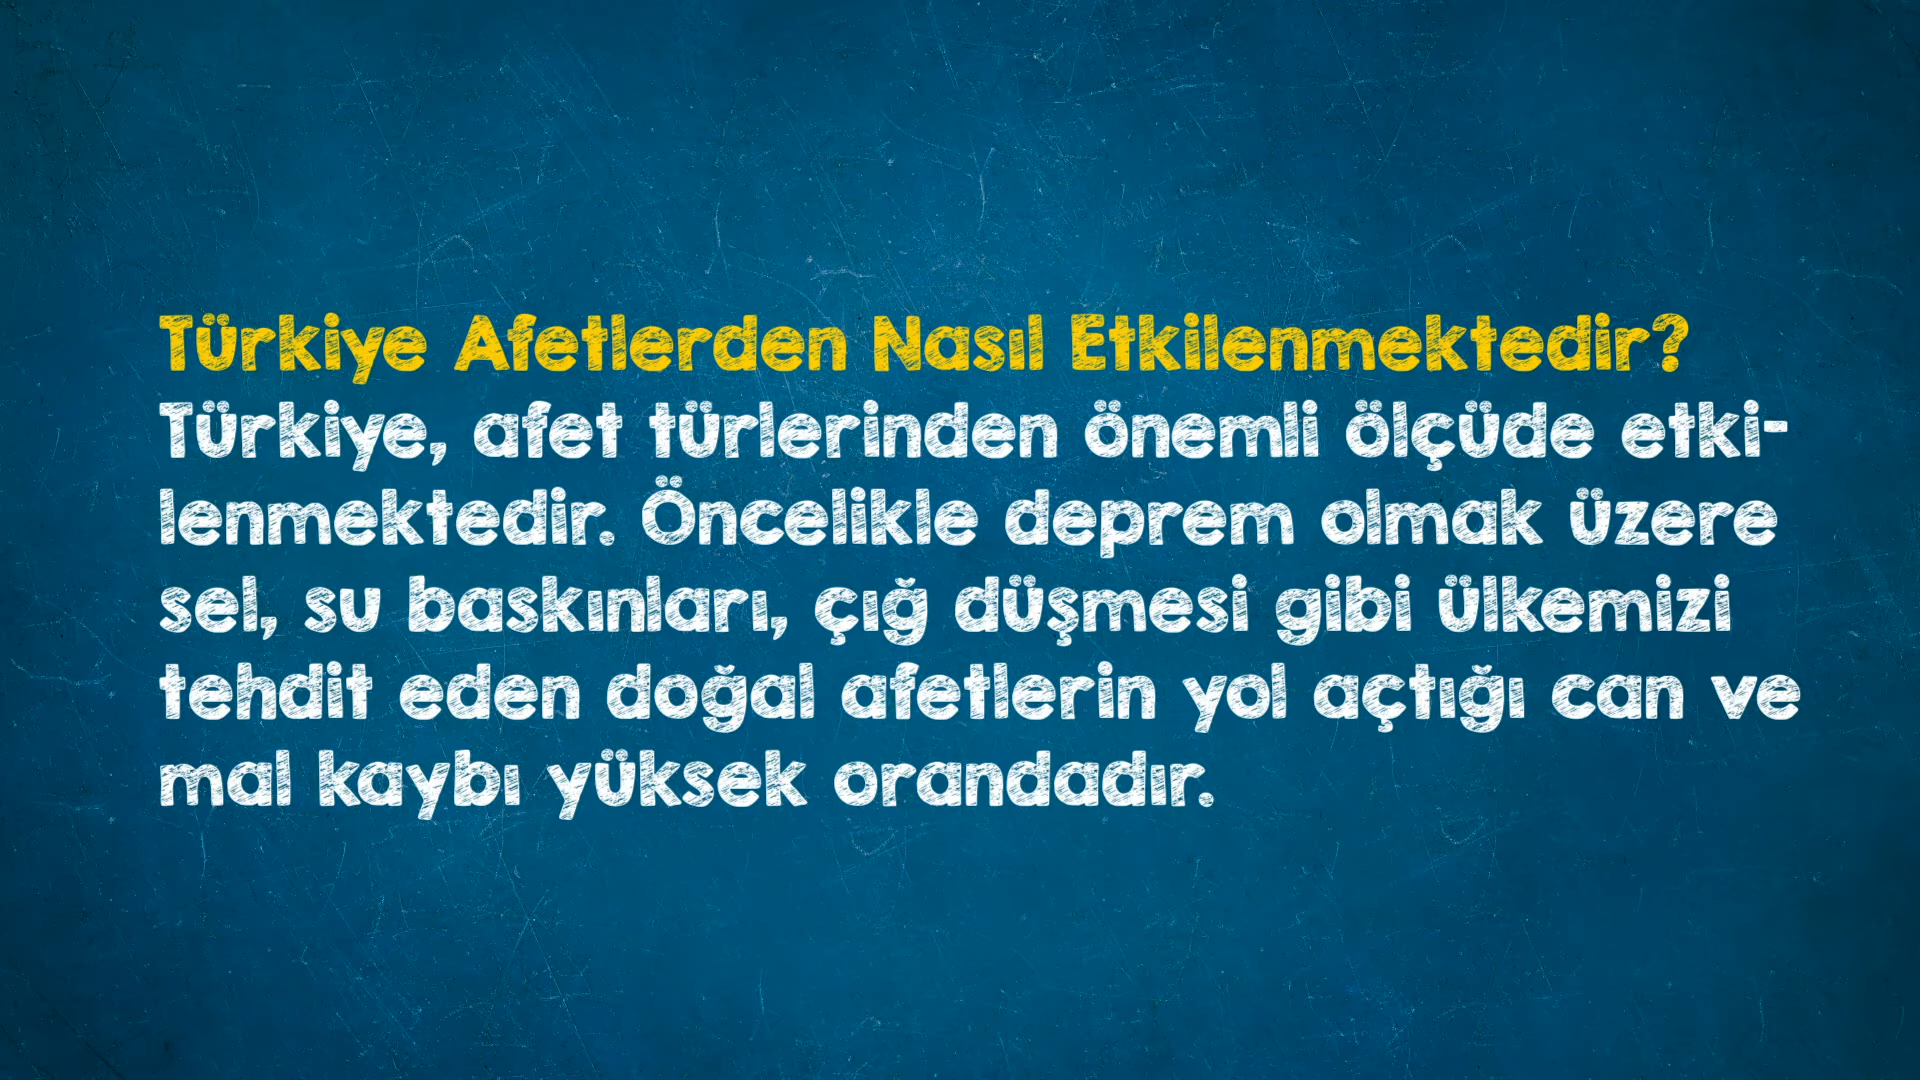 Türkiye Afetlerden Nasıl Etkilenmektedir?
Türkiye, afet türlerinden önemli ölçüde etki-
lenmektedir. Öncelikle deprem olmak üzere
sel, su baskınları, çığ düşmesi gibi ülkemizi
tehdit eden doğal afetlerin yol açtığı can ve
mal kaybı yüksek orandadır.